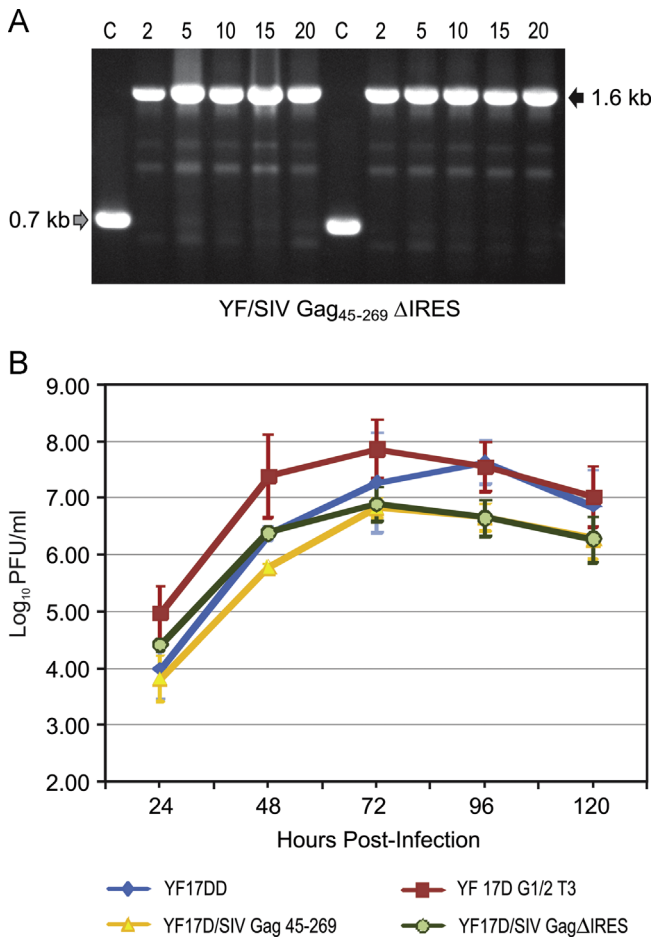 A
C 2 5 10 15 20 C 2 5 10 15 20
1.6 kb
0.7 kb
YF/SIV Gag45-269 ΔIRES
B
9.00
8.00
7.00
6.00
5.00
4.00
3.00
2.00
Log10 PFU/ml
24 48 72 96 120
Hours Post-Infection
YF17DD YF 17D G1/2 T3
YF17D/SIV Gag 45-269 YF17D/SIV GagΔIRES